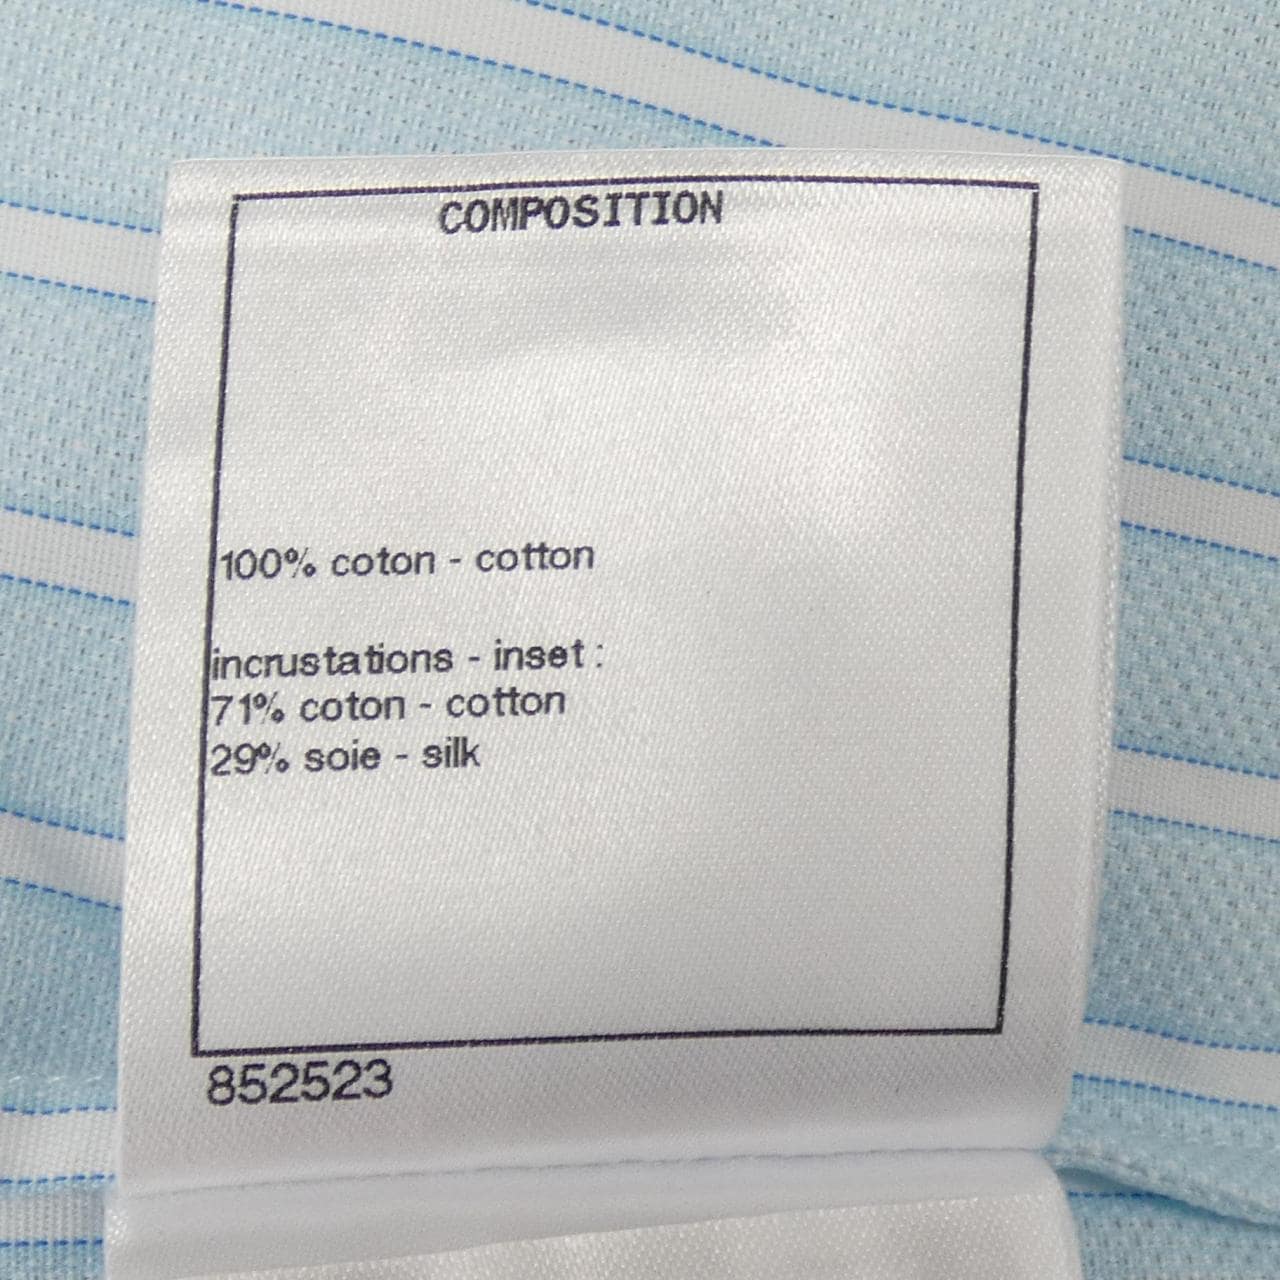 COMPOSITION
100% coton - cotton
incrustations - inset :
71% coton - cotton
29% soie - silk
852523